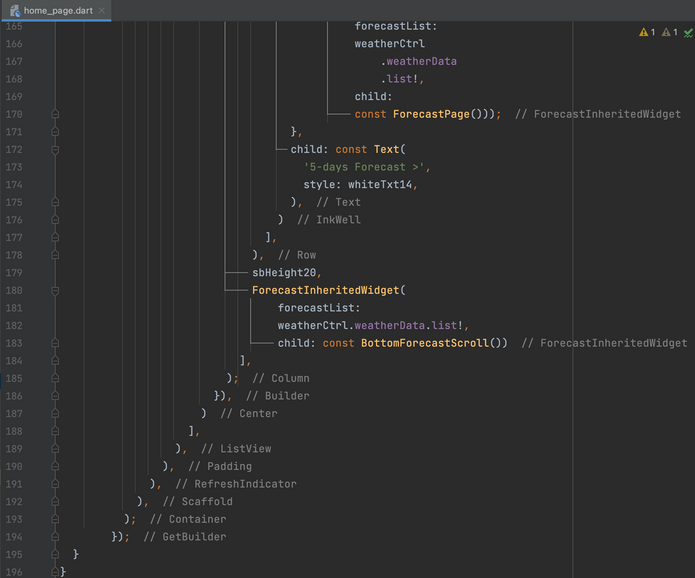 home_page.dart
1 1
165 forecastList:
166 weatherCtrl
167 .weatherData
168 .list!,
169 child:
170 const ForecastPage())); // ForecastInheritedWidget
171 },
172 child: const Text(
173 '5-days Forecast >',
174 style: whiteTxt14,
175 ), // Text
176 ) // InkWell
177 ],
178 ), // Row
179 sbHeight20,
180 ForecastInheritedWidget(
181 forecastList:
182 weatherCtrl.weatherData.list!,
183 child: const BottomForecastScroll()) // ForecastInheritedWidget
184 ],
185 ); // Column
186 }), // Builder
187 ) // Center
188 ],
189 ), // ListView
190 ), // Padding
191 ), // RefreshIndicator
192 ), // Scaffold
193 ); // Container
194 }); // GetBuilder
195 }
196 }